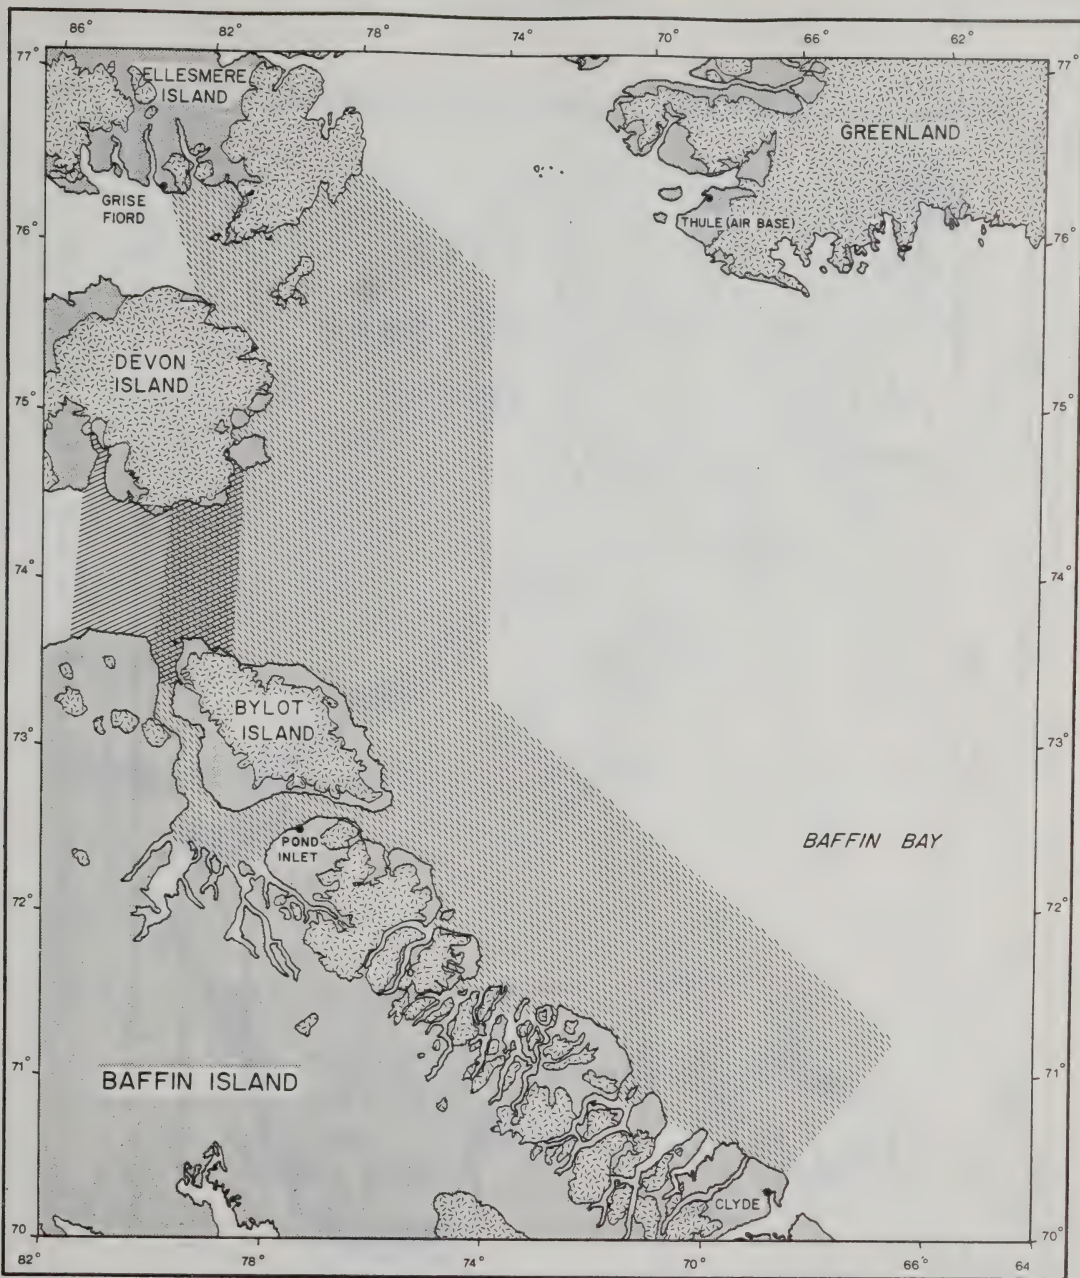 86° 82° 78° 74° 70° 66° 62°
77° 77°
ELLESMERE
ISLAND
GREENLAND
GRISE
FIORD
THULE (AIR BASE)
76° 76°
DEVON
ISLAND
75° 75°
74° 74°
BYLOT
ISLAND
73° 73°
BAFFIN BAY
POND
INLET
72° 72°
71° 71°
BAFFIN ISLAND
CLYDE
70° 70°
82° 78° 74° 70° 66° 64